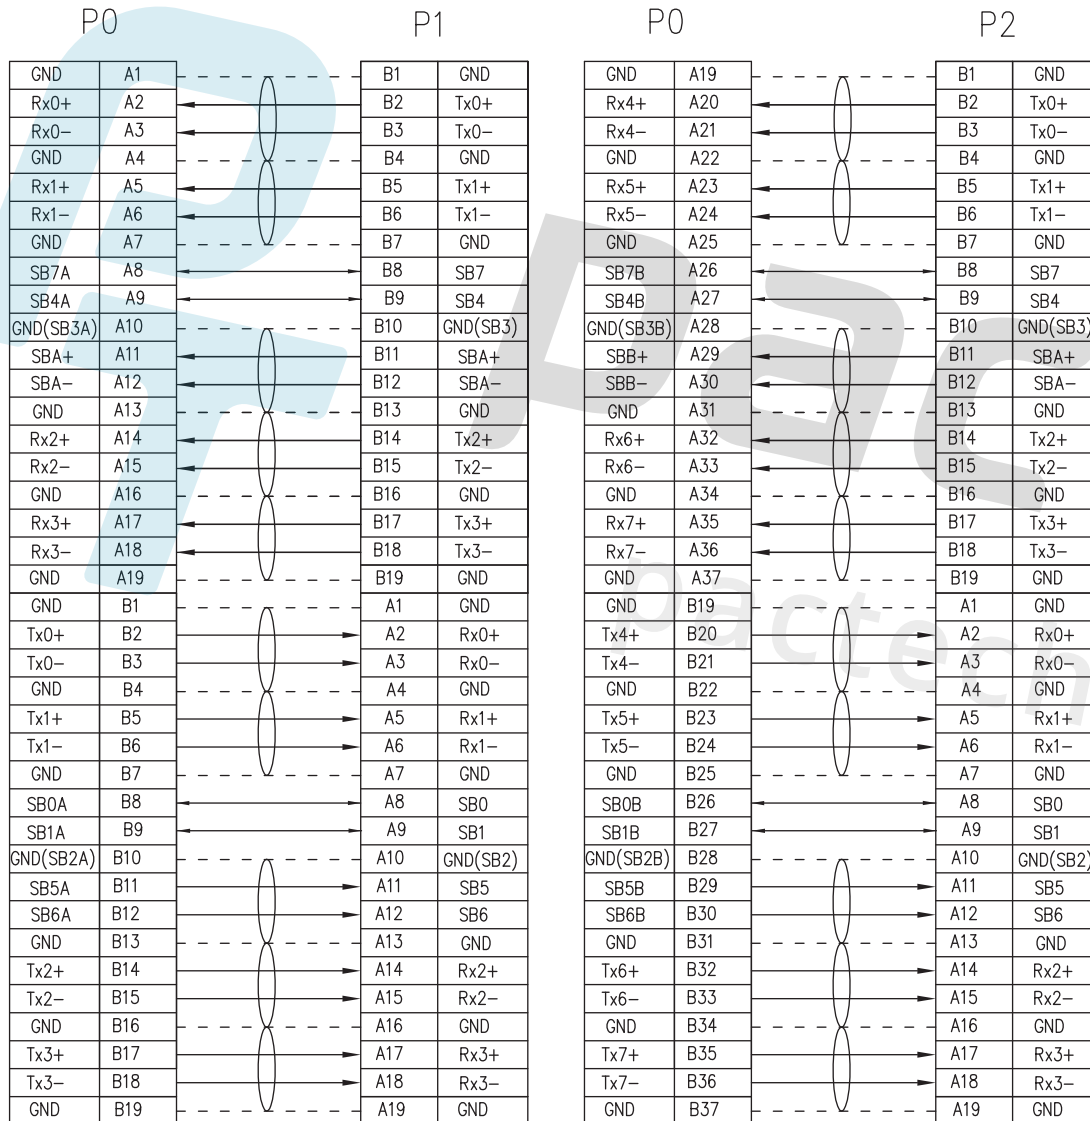 P0 P1 P0 P2
GND A1 B1 GND GND A19 B1 GND
Rx0+ A2 B2 Tx0+ Rx4+ A20 B2 Tx0+
Rx0- A3 B3 Tx0- Rx4- A21 B3 Tx0-
GND A4 B4 GND GND A22 B4 GND
Rx1+ A5 B5 Tx1+ Rx5+ A23 B5 Tx1+
Rx1- A6 B6 Tx1- Rx5- A24 B6 Tx1-
GND A7 B7 GND GND A25 B7 GND
SB7A A8 B8 SB7 SB7B A26 B8 SB7
SB4A A9 B9 SB4 SB4B A27 B9 SB4
GND(SB3A) A10 B10 GND(SB3) GND(SB3B) A28 B10 GND(SB3)
SBA+ A11 B11 SBA+ SBB+ A29 B11 SBA+
SBA- A12 B12 SBA- SBB- A30 B12 SBA-
GND A13 B13 GND GND A31 B13 GND
Rx2+ A14 B14 Tx2+ Rx6+ A32 B14 Tx2+
Rx2- A15 B15 Tx2- Rx6- A33 B15 Tx2-
GND A16 B16 GND GND A34 B16 GND
Rx3+ A17 B17 Tx3+ Rx7+ A35 B17 Tx3+
Rx3- A18 B18 Tx3- Rx7- A36 B18 Tx3-
GND A19 B19 GND GND A37 B19 GND
GND B1 A1 GND GND B19 A1 GND
Tx0+ B2 A2 Rx0+ Tx4+ B20 A2 Rx0+
Tx0- B3 A3 Rx0- Tx4- B21 A3 Rx0-
GND B4 A4 GND GND B22 A4 GND
Tx1+ B5 A5 Rx1+ Tx5+ B23 A5 Rx1+
Tx1- B6 A6 Rx1- Tx5- B24 A6 Rx1-
GND B7 A7 GND GND B25 A7 GND
SB0A B8 A8 SB0 SB0B B26 A8 SB0
SB1A B9 A9 SB1 SB1B B27 A9 SB1
GND(SB2A) B10 A10 GND(SB2) GND(SB2B) B28 A10 GND(SB2)
SB5A B11 A11 SB5 SB5B B29 A11 SB5
SB6A B12 A12 SB6 SB6B B30 A12 SB6
GND B13 A13 GND GND B31 A13 GND
Tx2+ B14 A14 Rx2+ Tx6+ B32 A14 Rx2+
Tx2- B15 A15 Rx2- Tx6- B33 A15 Rx2-
GND B16 A16 GND GND B34 A16 GND
Tx3+ B17 A17 Rx3+ Tx7+ B35 A17 Rx3+
Tx3- B18 A18 Rx3- Tx7- B36 A18 Rx3-
GND B19 A19 GND GND B37 A19 GND
PT
pac
pactech